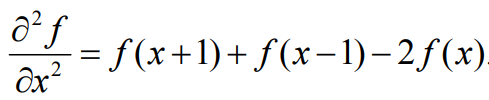 ∂²f/∂x² = f(x+1)+f(x−1)−2f(x).